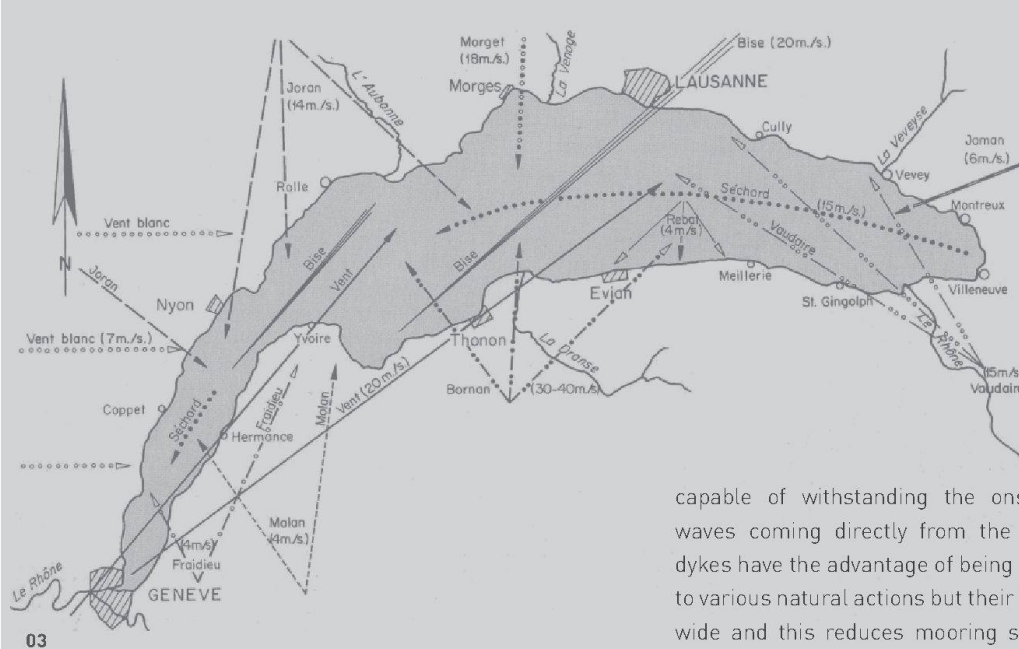 Morget
(18m./s.)
La Venoge
Bise (20m./s.)
LAUSANNE
Morges
L'Aubonne
Joran
(14m./s.)
Cully
La Veveyse
Jaman
(6m./s.)
Vevey
Rolle
Séchard
(15m./s.)
Montreux
Vent blanc
Rebat
(4m/s)
Vaudaire
Bise
Bise
Vent
N
Joran
Meillerie
Villeneuve
Evian
St. Gingolph
Nyon
Le Rhône
Vent blanc (7m./s.)
Yvoire
Thonon
La Dranse
(15m/s
Vaudair
Vent (20m./s.)
Bornan
(30-40m/s)
Coppet
Séchard
Fraidieu
Molan
Hermance
capable of withstanding the ons
waves coming directly from the
Molan
(4m/s.)
(4m/s)
Fraidieu
dykes have the advantage of being
Le Rhône
GENEVE
to various natural actions but their
03
wide and this reduces mooring s